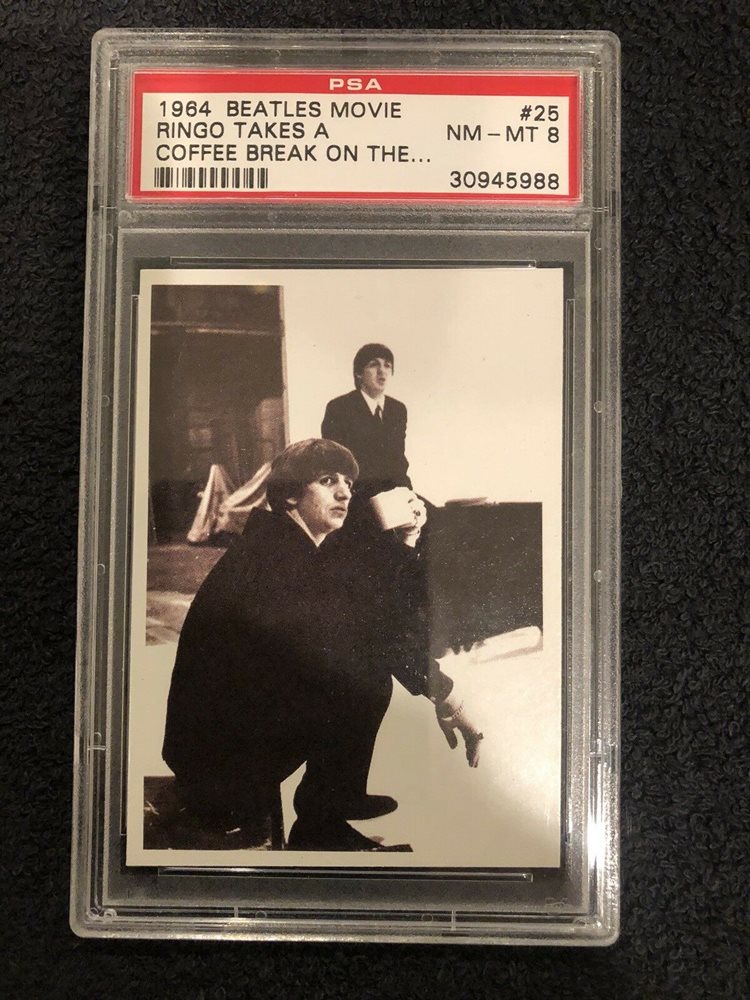 PSA
1964 BEATLES MOVIE #25
RINGO TAKES A NM-MT 8
COFFEE BREAK ON THE...
30945988